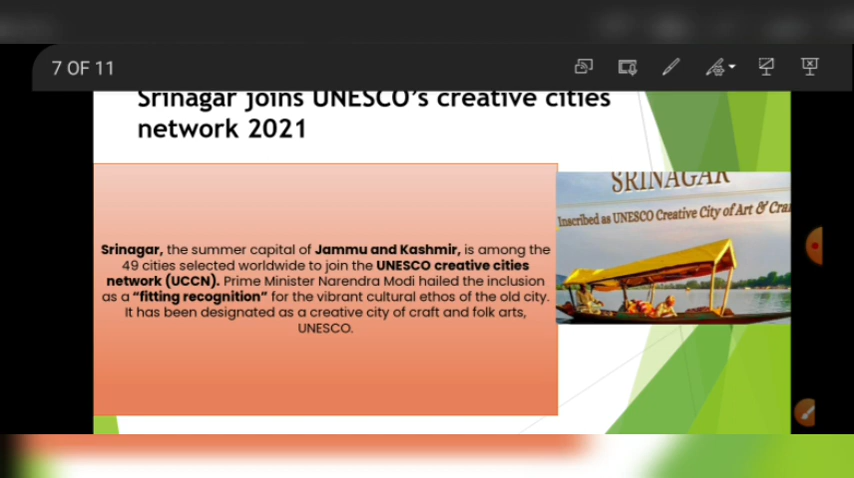 7 OF 11
Srinagar joins UNESCO's creative cities
network 2021
Srinagar, the summer capital of Jammu and Kashmir, is among the
49 cities selected worldwide to join the UNESCO creative cities
network (UCCN). Prime Minister Narendra Modi hailed the inclusion
as a “fitting recognition” for the vibrant cultural ethos of the old city.
It has been designated as a creative city of craft and folk arts,
UNESCO.
SRINAGAR
Inscribed as UNESCO Creative City of Art & Cra